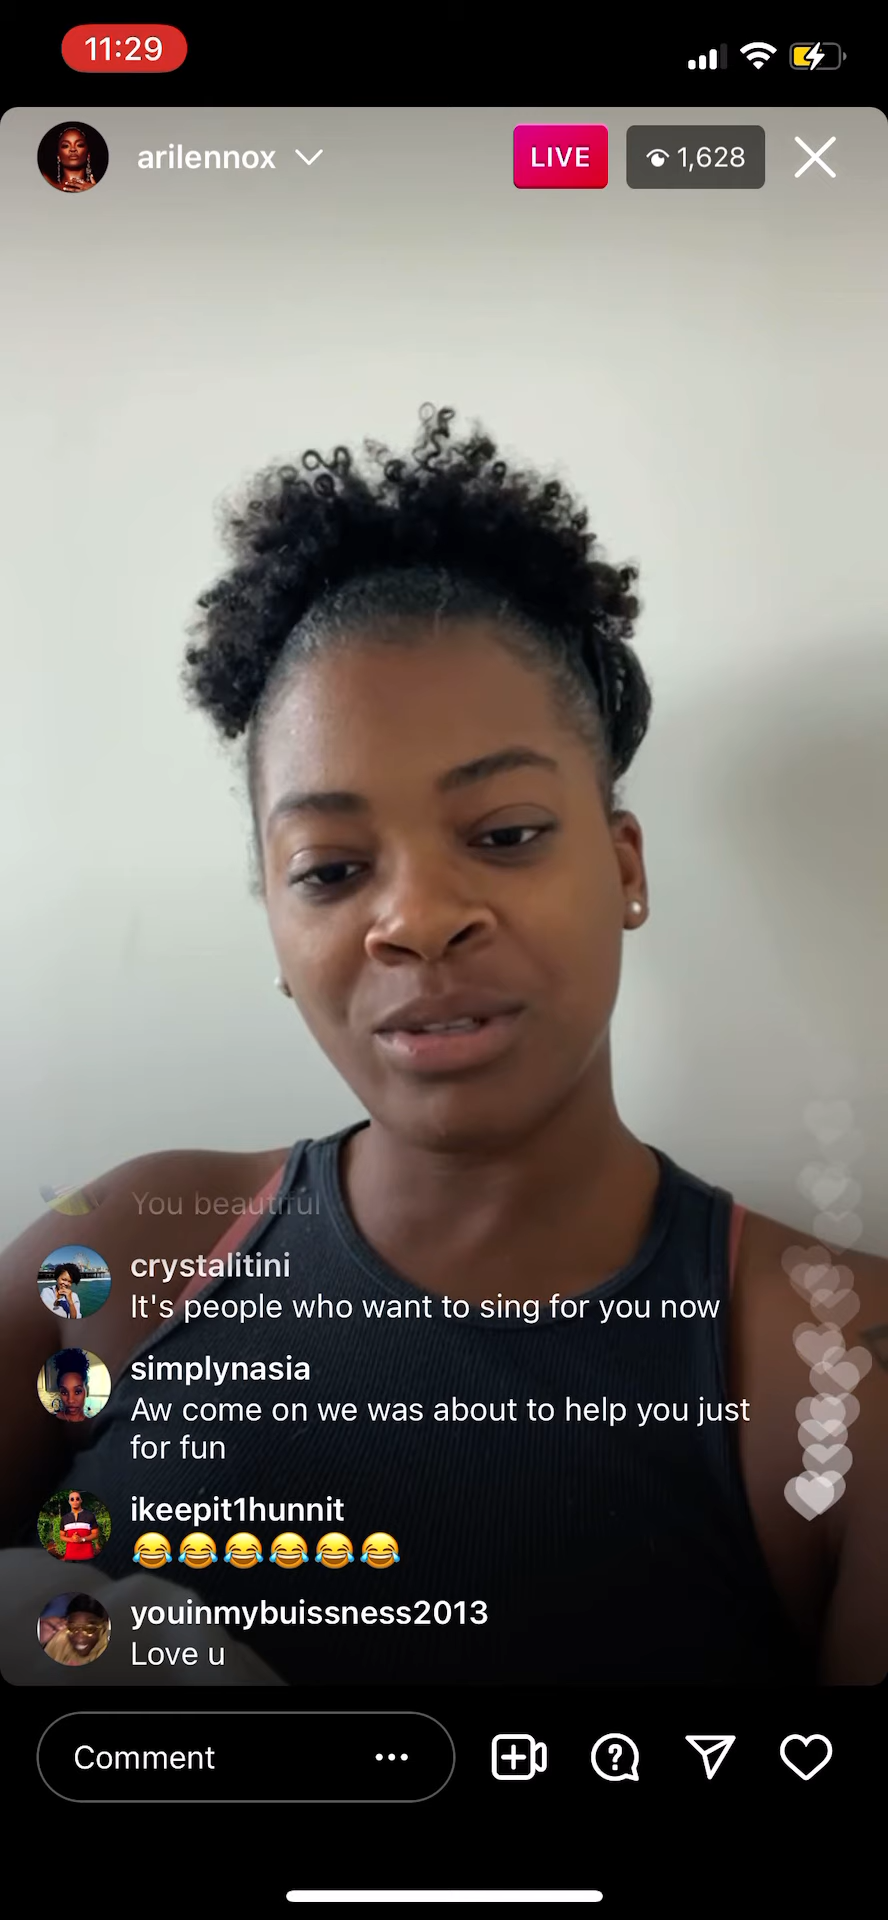 11:29
arilennox
LIVE
1,628
You beautiful
crystalitini
It's people who want to sing for you now
simplynasia
Aw come on we was about to help you just
for fun
ikeepit1hunnit
😂😂😂😂😂😂
youinmybuissness2013
Love u
Comment